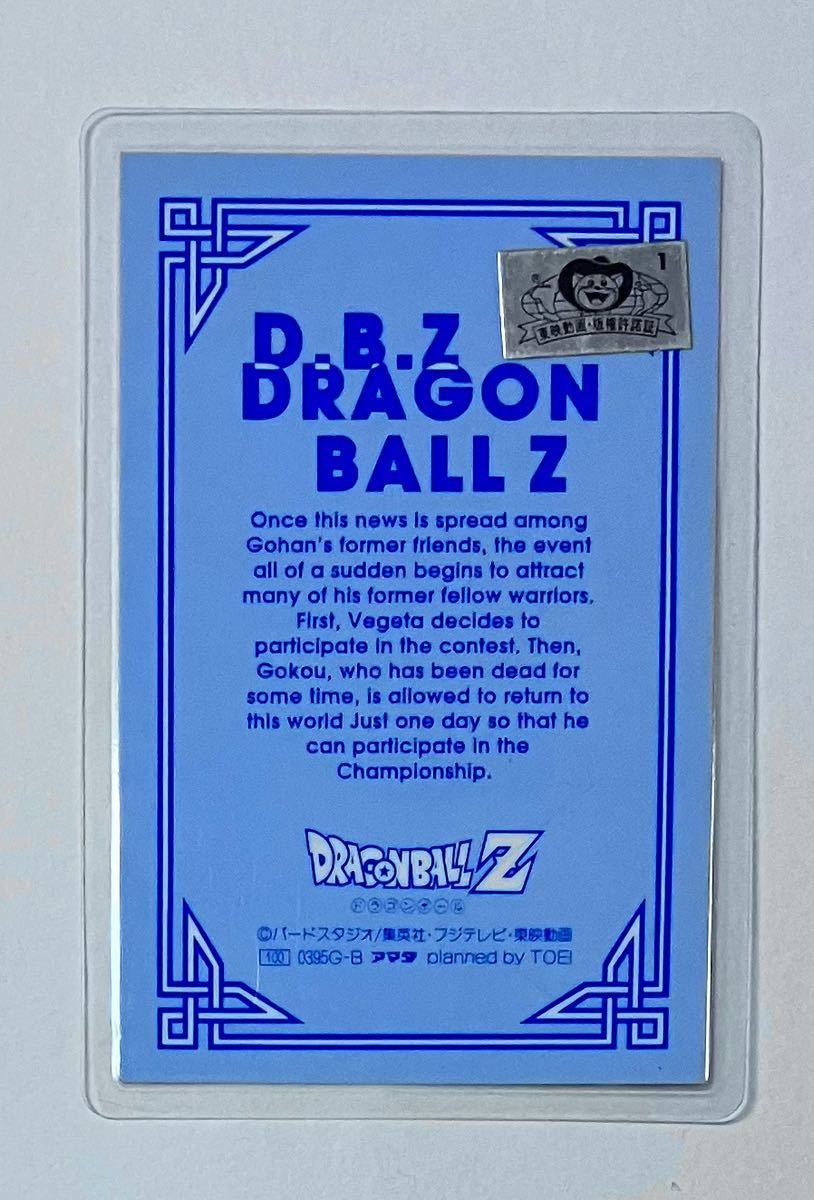 1
東映動画・版権許諾証
D.B.Z
DRAGON
BALL Z
Once this news is spread among
Gohan's former friends, the event
all of a sudden begins to attract
many of his former fellow warriors.
First, Vegeta decides to
participate in the contest. Then,
Gokou, who has been dead for
some time, is allowed to return to
this world Just one day so that he
can participate in the
Championship.
DRAGONBALL Z
ドラゴンボール
©バードスタジオ/集英社・フジテレビ・東映動画
100 0395G-B アマダ planned by TOEI